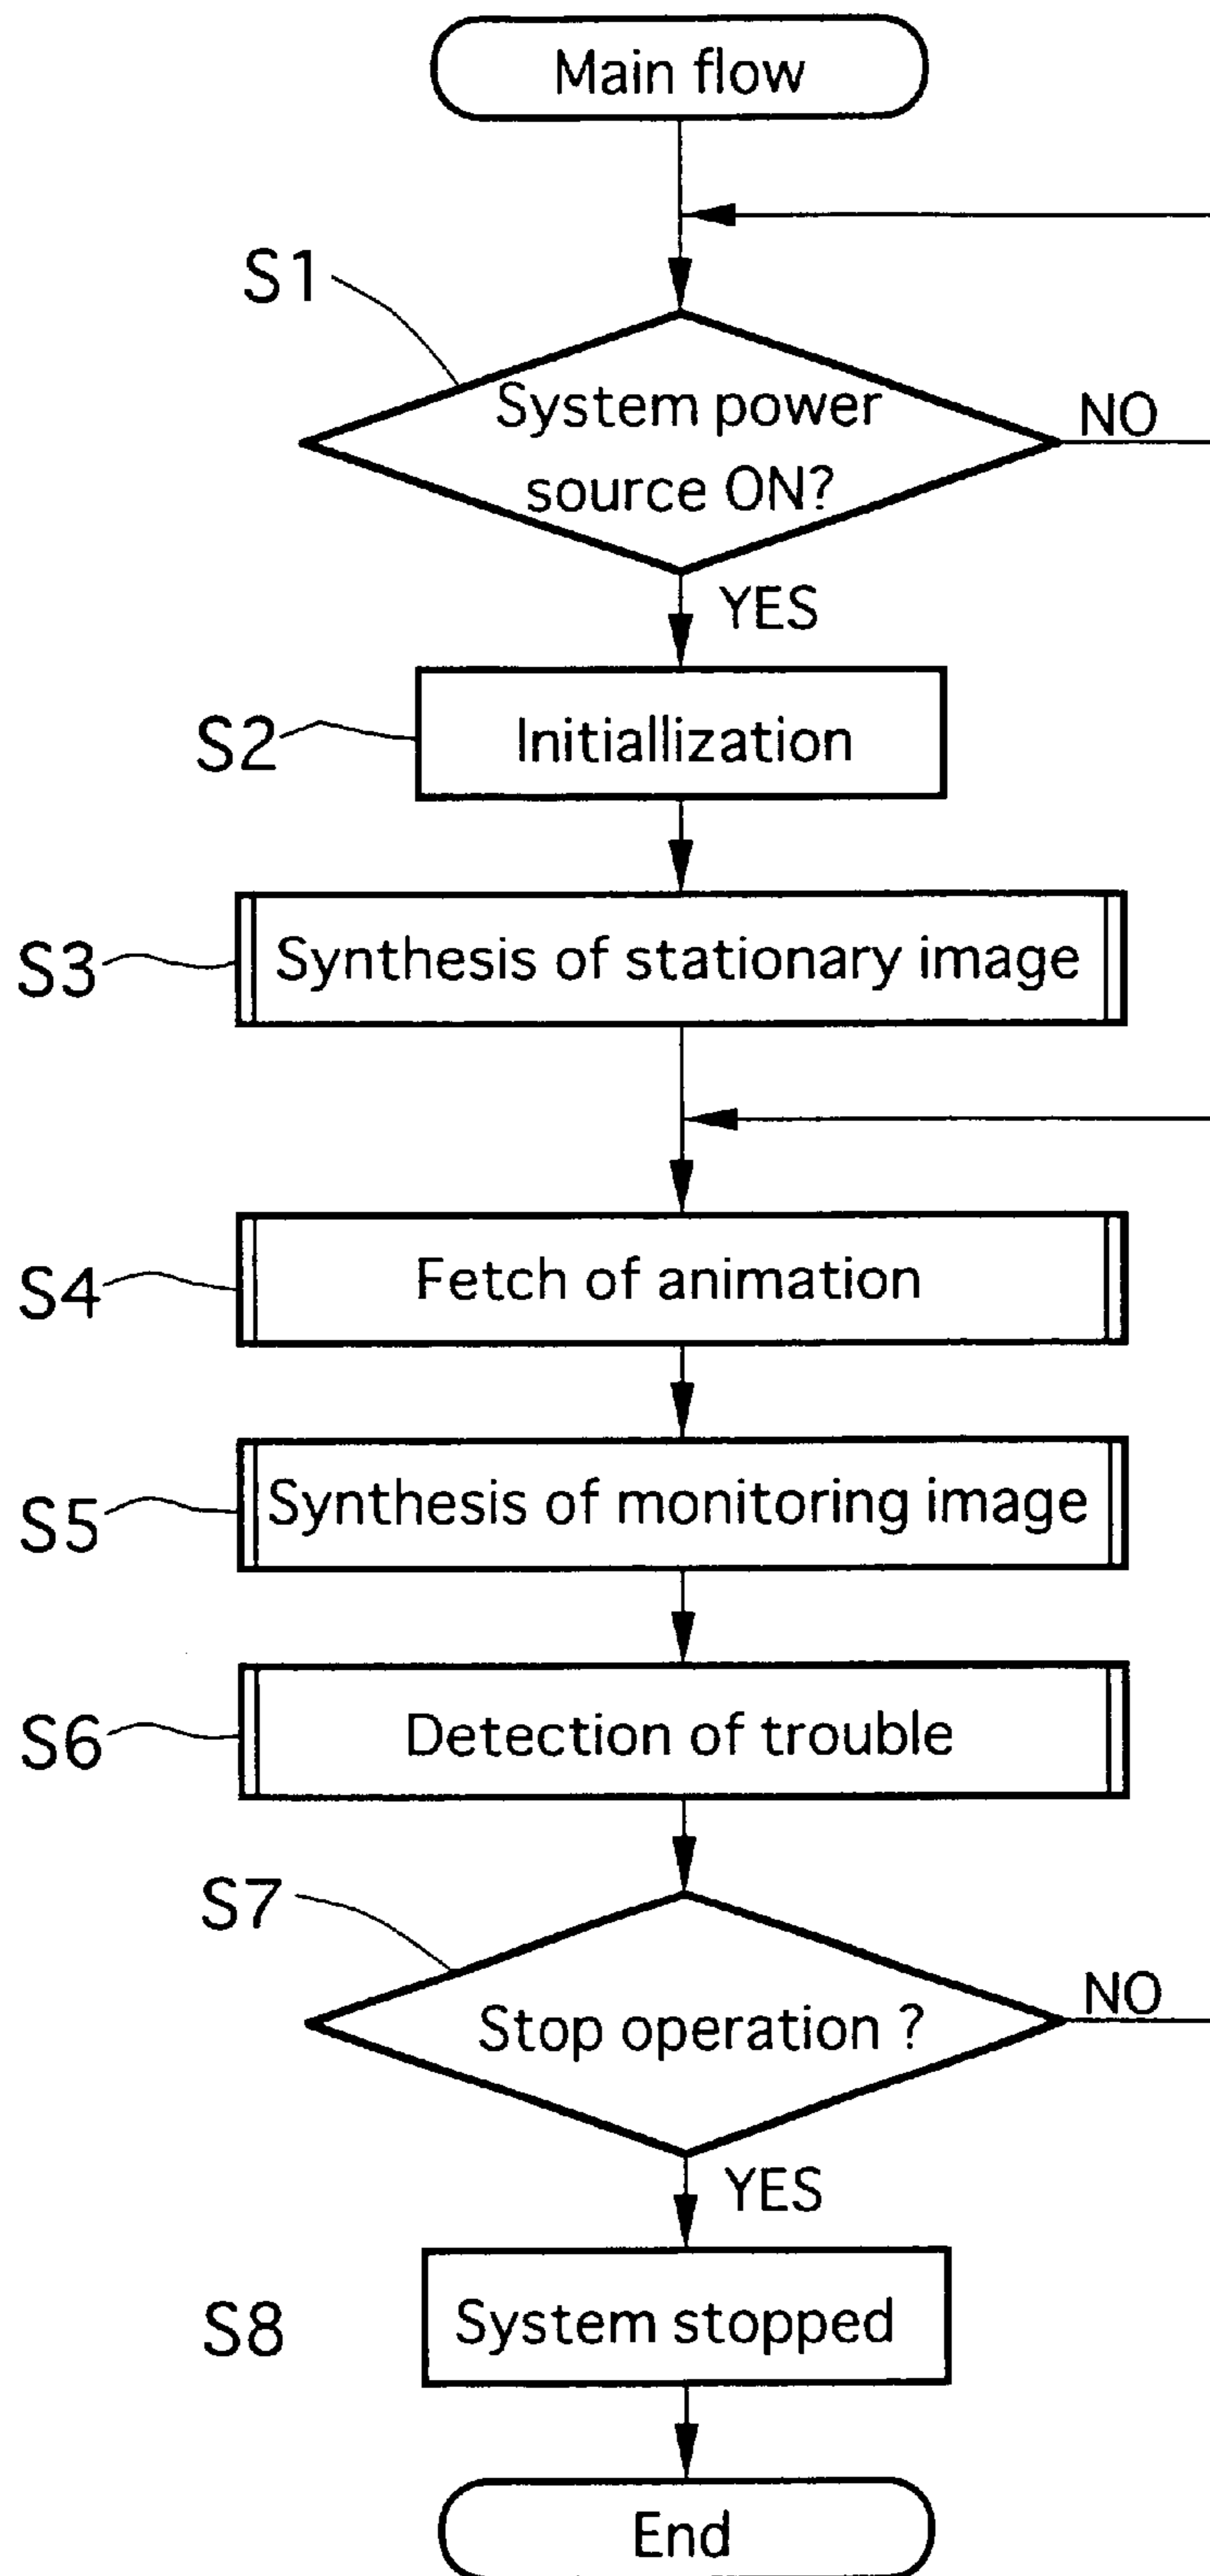 Main flow
S1
System power
source ON?
NO
YES
S2
Initiallization
S3
Synthesis of stationary image
S4
Fetch of animation
S5
Synthesis of monitoring image
S6
Detection of trouble
S7
Stop operation ?
NO
YES
S8
System stopped
End